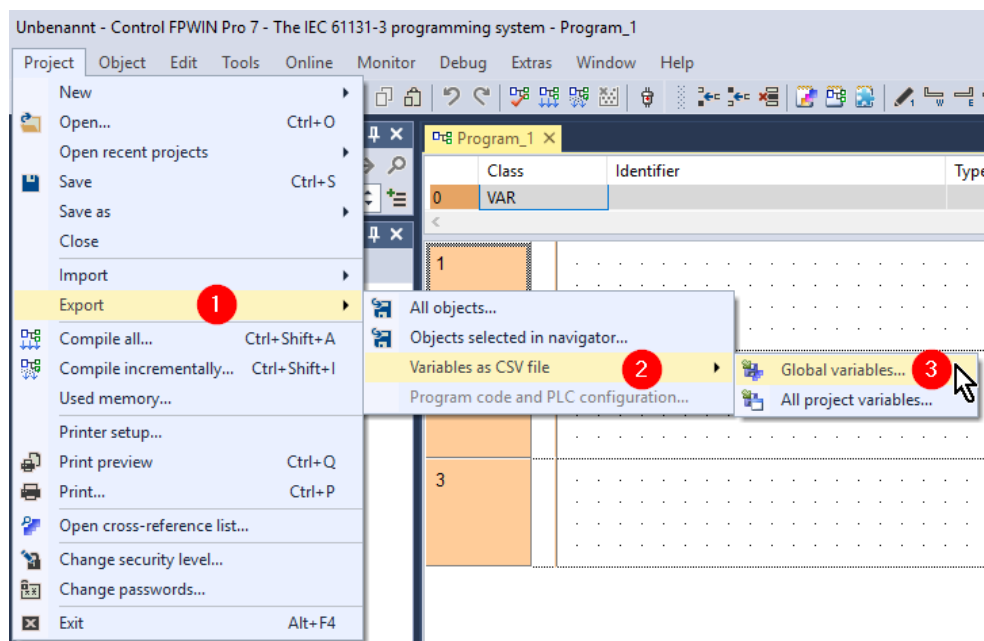 Unbenannt - Control FPWIN Pro 7 - The IEC 61131-3 programming system - Program_1
Project Object Edit Tools Online Monitor Debug Extras Window Help
New
Open... Ctrl+O
Open recent projects
Save Ctrl+S
Save as
Close
Import
Export 1
Compile all... Ctrl+Shift+A
Compile incrementally... Ctrl+Shift+I
Used memory...
Printer setup...
Print preview Ctrl+Q
Print... Ctrl+P
Open cross-reference list...
Change security level...
Change passwords...
Exit Alt+F4
All objects...
Objects selected in navigator...
Variables as CSV file 2
Program code and PLC configuration...
Global variables... 3
All project variables...
Program_1
Class Identifier Type
0 VAR
1
3